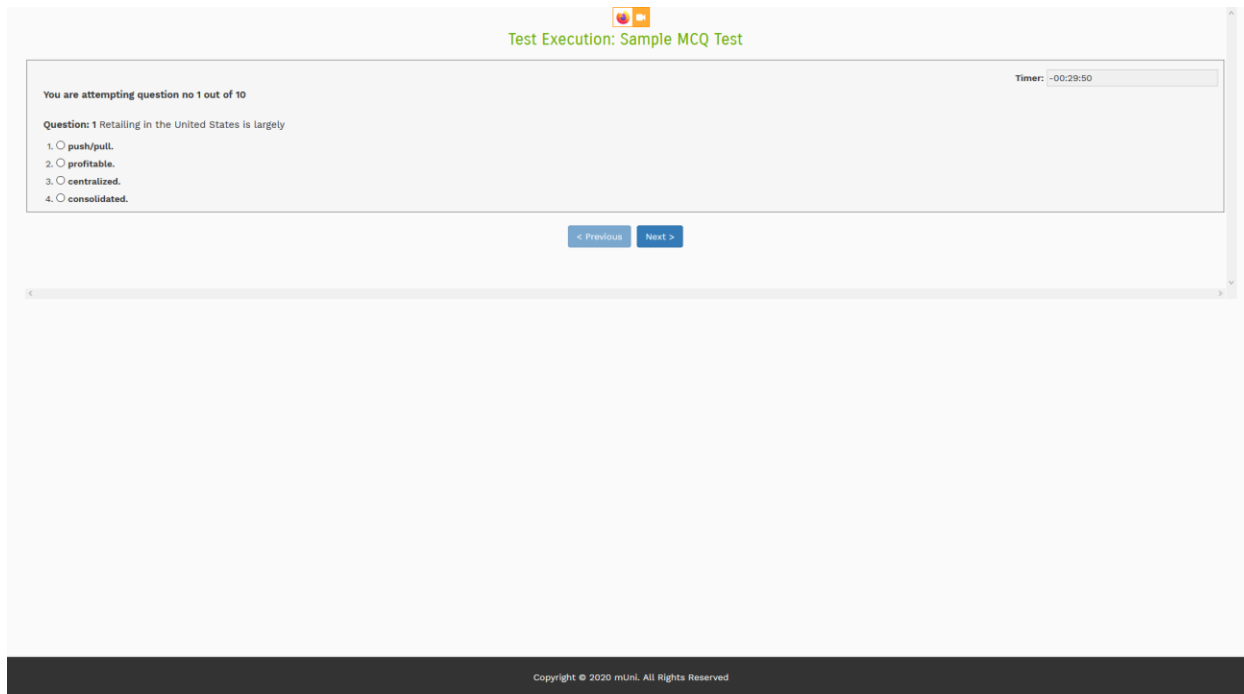 Test Execution: Sample MCQ Test
Timer: -00:29:50
You are attempting question no 1 out of 10
Question: 1 Retailing in the United States is largely
1. push/pull.
2. profitable.
3. centralized.
4. consolidated.
< Previous Next >
Copyright © 2020 mUni. All Rights Reserved